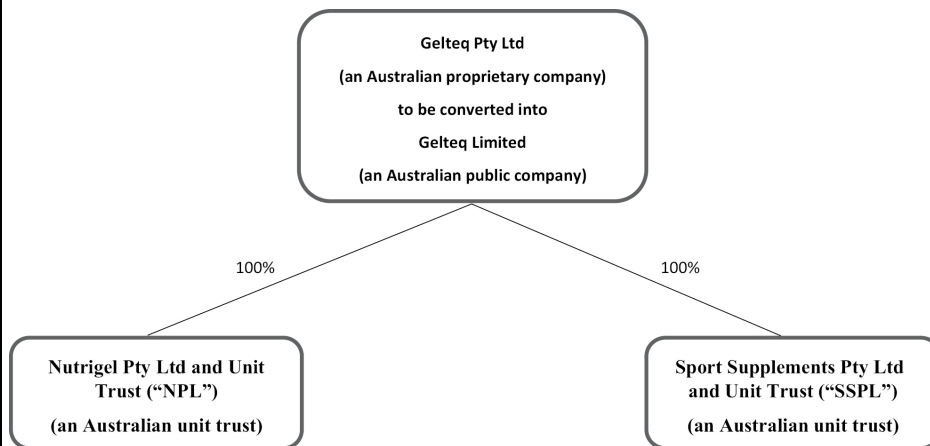 Gelteq Pty Ltd
(an Australian proprietary company)
to be converted into
Gelteq Limited
(an Australian public company)
100%
100%
Nutrigel Pty Ltd and Unit
Trust (“NPL”)
(an Australian unit trust)
Sport Supplements Pty Ltd
and Unit Trust (“SSPL”)
(an Australian unit trust)